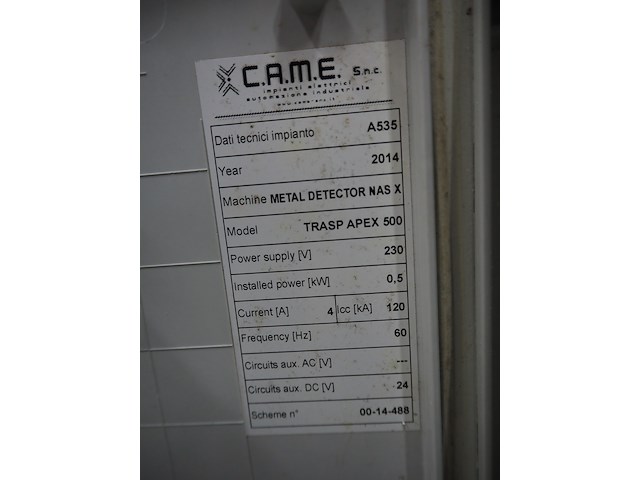 C.A.M.E. S.n.c.
impianti elettrici
automazione industriale
Dati tecnici impianto A535
Year 2014
Machine METAL DETECTOR NAS X
Model TRASP APEX 500
Power supply [V] 230
Installed power [kW] 0,5
Current [A] 4 Icc [kA] 120
Frequency [Hz] 60
Circuits aux. AC [V] ---
Circuits aux. DC [V] 24
Scheme n° 00-14-488